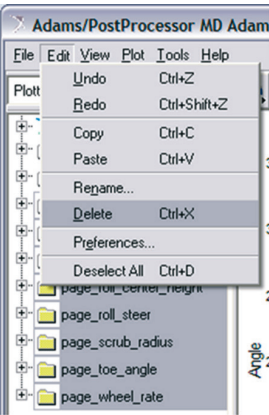 Adams/PostProcessor MD Adam
File Edit View Plot Tools Help
Undo Ctrl+Z
Redo Ctrl+Shift+Z
Copy Ctrl+C
Paste Ctrl+V
Rename...
Delete Ctrl+X
Preferences...
Deselect All Ctrl+D
page_roll_center_height
page_roll_steer
page_scrub_radius
page_toe_angle
page_wheel_rate
Angle